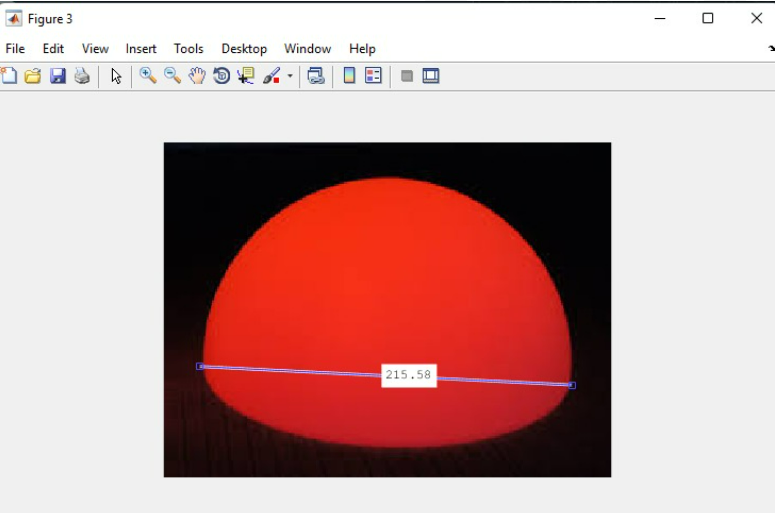 Figure 3
File Edit View Insert Tools Desktop Window Help
215.58